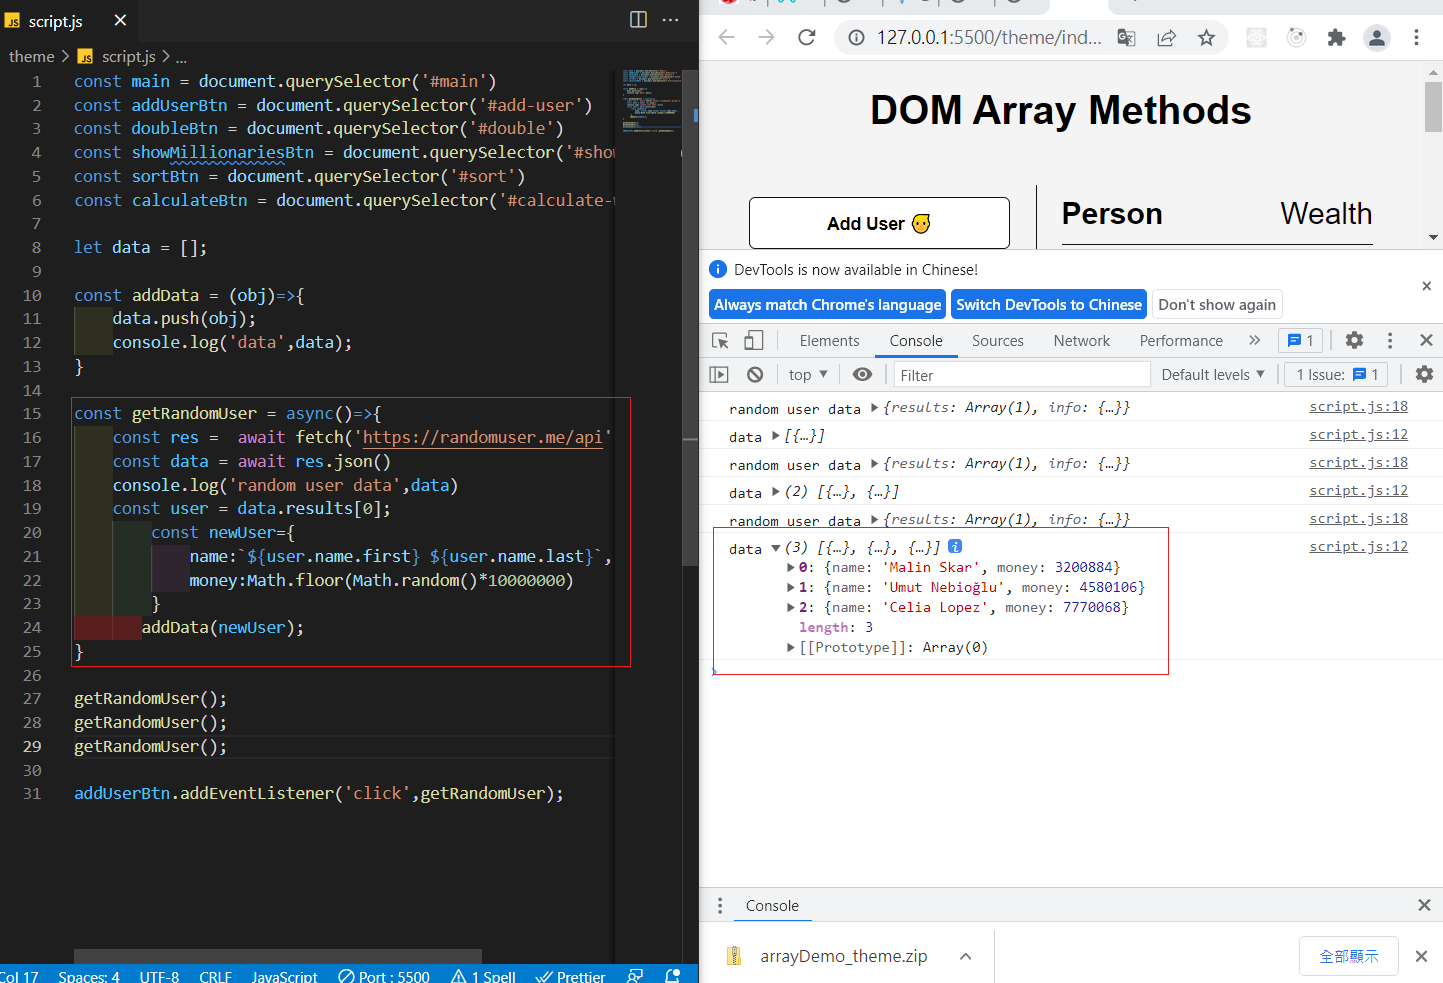 script.js
theme > script.js > ...
1 const main = document.querySelector('#main')
2 const addUserBtn = document.querySelector('#add-user')
3 const doubleBtn = document.querySelector('#double')
4 const showMillionariesBtn = document.querySelector('#sho
5 const sortBtn = document.querySelector('#sort')
6 const calculateBtn = document.querySelector('#calculate-
7
8 let data = [];
9
10 const addData = (obj)=>{
11 data.push(obj);
12 console.log('data',data);
13 }
14
15 const getRandomUser = async()=>{
16 const res =  await fetch('https://randomuser.me/api'
17 const data = await res.json()
18 console.log('random user data',data)
19 const user = data.results[0];
20 const newUser={
21 name:`${user.name.first} ${user.name.last}`,
22 money:Math.floor(Math.random()*10000000)
23 }
24 addData(newUser);
25 }
26
27 getRandomUser();
28 getRandomUser();
29 getRandomUser();
30
31 addUserBtn.addEventListener('click',getRandomUser);
Col 17 Spaces: 4 UTF-8 CRLF JavaScript Port : 5500 1 Spell Prettier
127.0.0.1:5500/theme/ind...
DOM Array Methods
Add User
Person Wealth
DevTools is now available in Chinese!
Always match Chrome's language Switch DevTools to Chinese Don't show again
Elements Console Sources Network Performance » 1
top Filter Default levels 1 Issue: 1
random user data {results: Array(1), info: {…}} script.js:18
data [{…}] script.js:12
random user data {results: Array(1), info: {…}} script.js:18
data (2) [{…}, {…}] script.js:12
random user data {results: Array(1), info: {…}} script.js:18
data (3) [{…}, {…}, {…}] script.js:12
0: {name: 'Malin Skar', money: 3200884}
1: {name: 'Umut Nebioğlu', money: 4580106}
2: {name: 'Celia Lopez', money: 7770068}
length: 3
[[Prototype]]: Array(0)
Console
arrayDemo_theme.zip 全部顯示